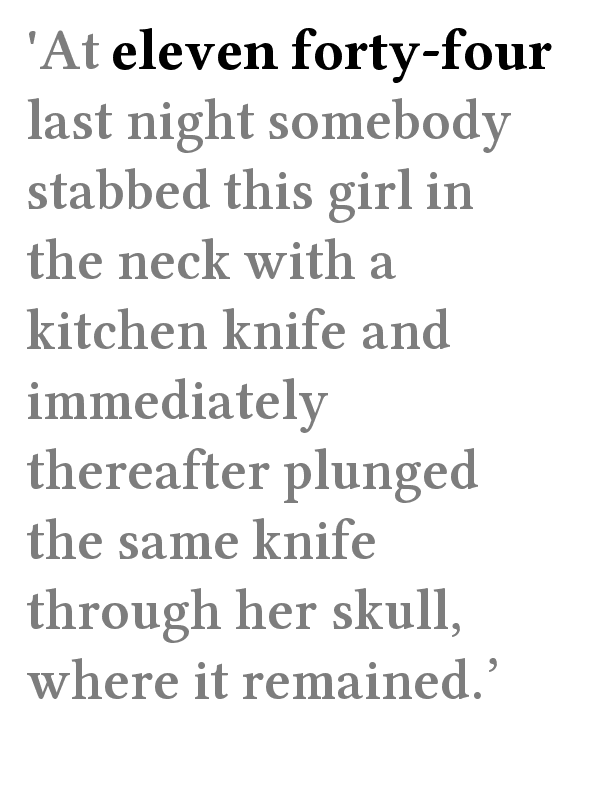 'At eleven forty-four
last night somebody
stabbed this girl in
the neck with a
kitchen knife and
immediately
thereafter plunged
the same knife
through her skull,
where it remained.’